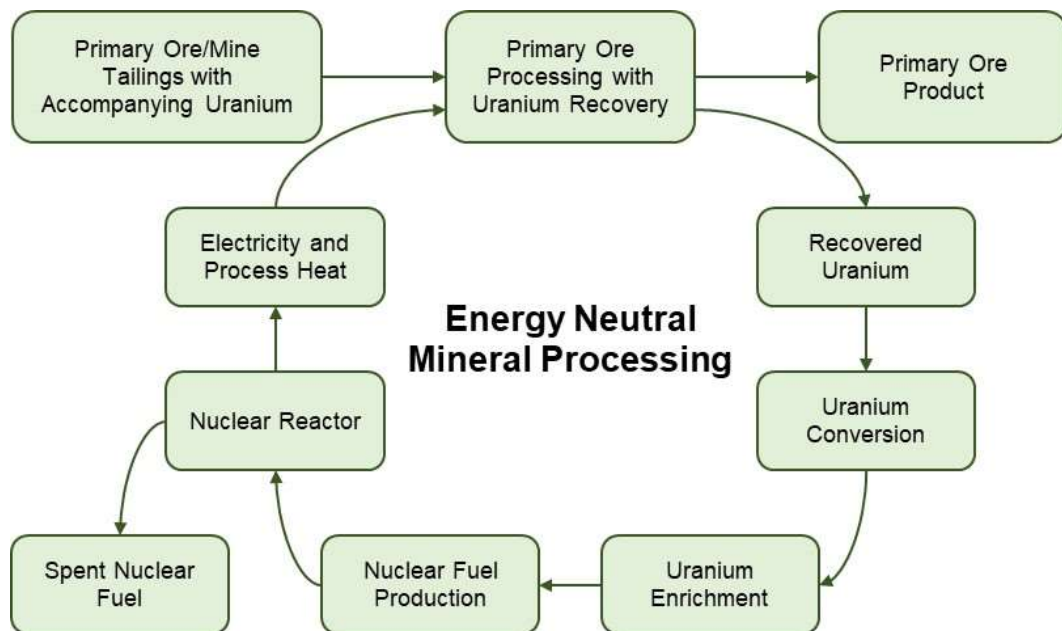 Primary Ore/Mine
Tailings with
Accompanying Uranium
Primary Ore
Processing with
Uranium Recovery
Primary Ore
Product
Electricity and
Process Heat
Recovered
Uranium
Energy Neutral
Mineral Processing
Nuclear Reactor
Uranium
Conversion
Spent Nuclear
Fuel
Nuclear Fuel
Production
Uranium
Enrichment